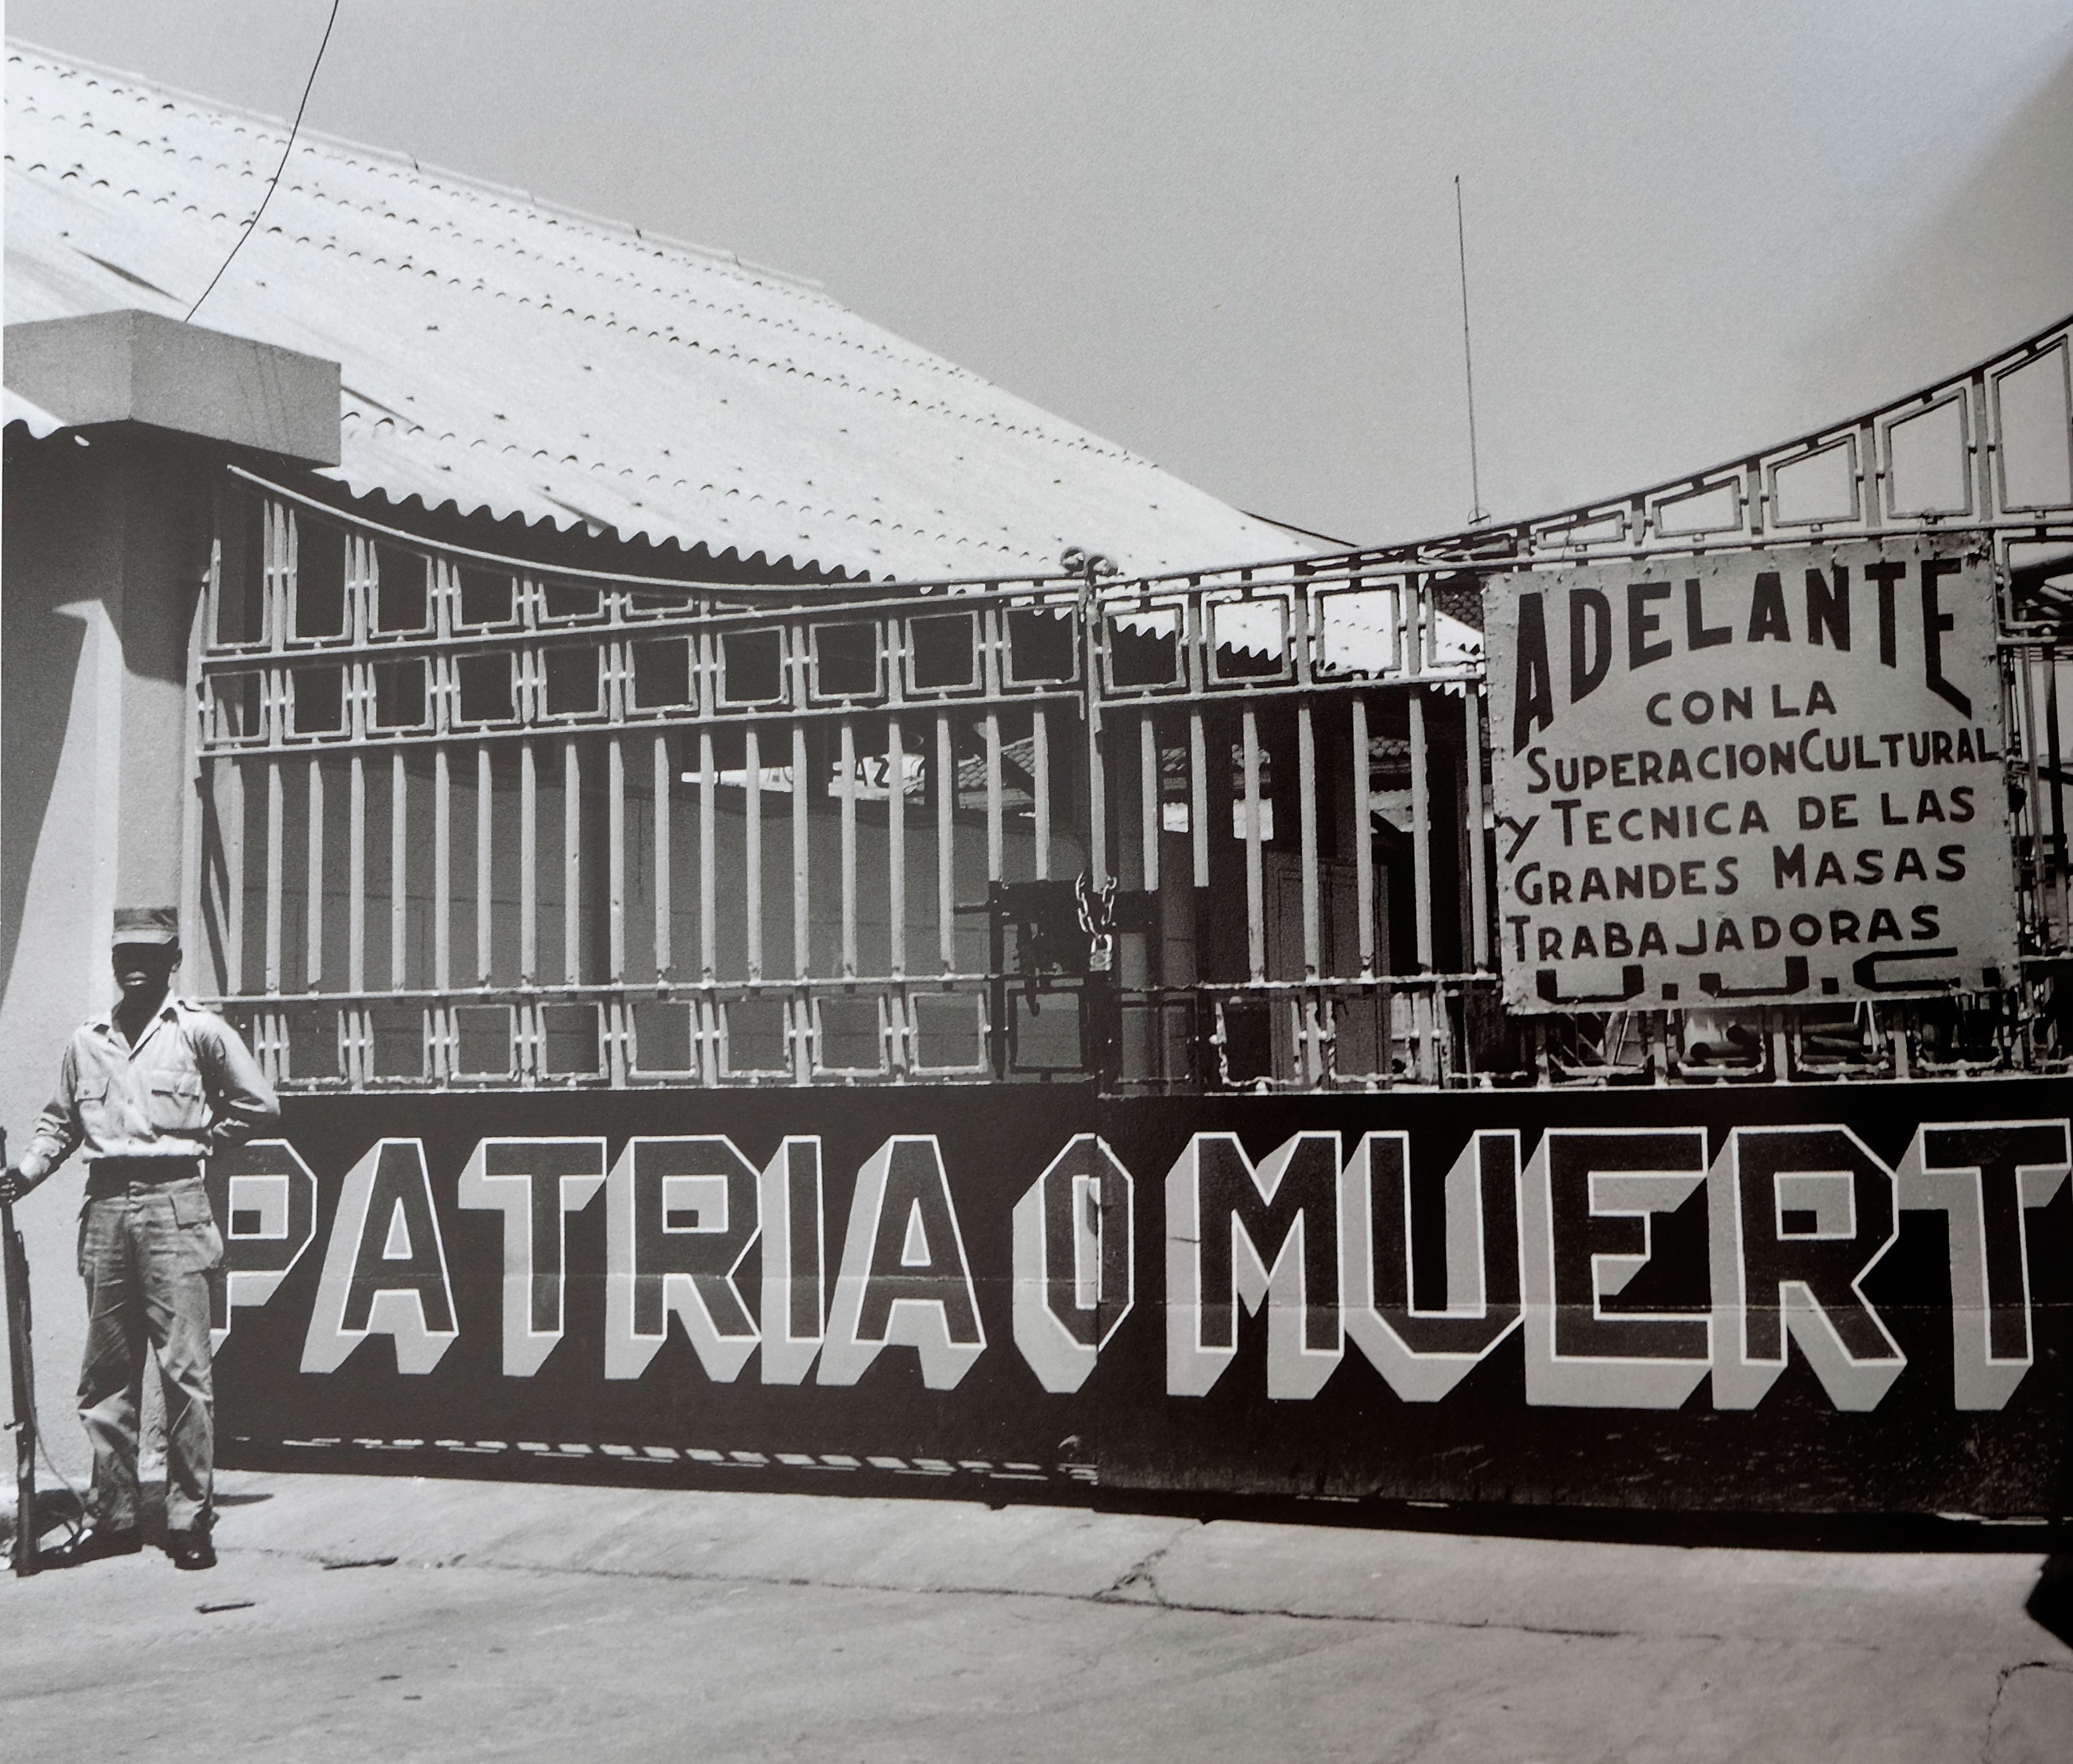 ADELANTE
CON LA
SUPERACION CULTURAL
Y TECNICA DE LAS
GRANDES MASAS
TRABAJADORAS
U.J.C.
PATRIA O MUERT